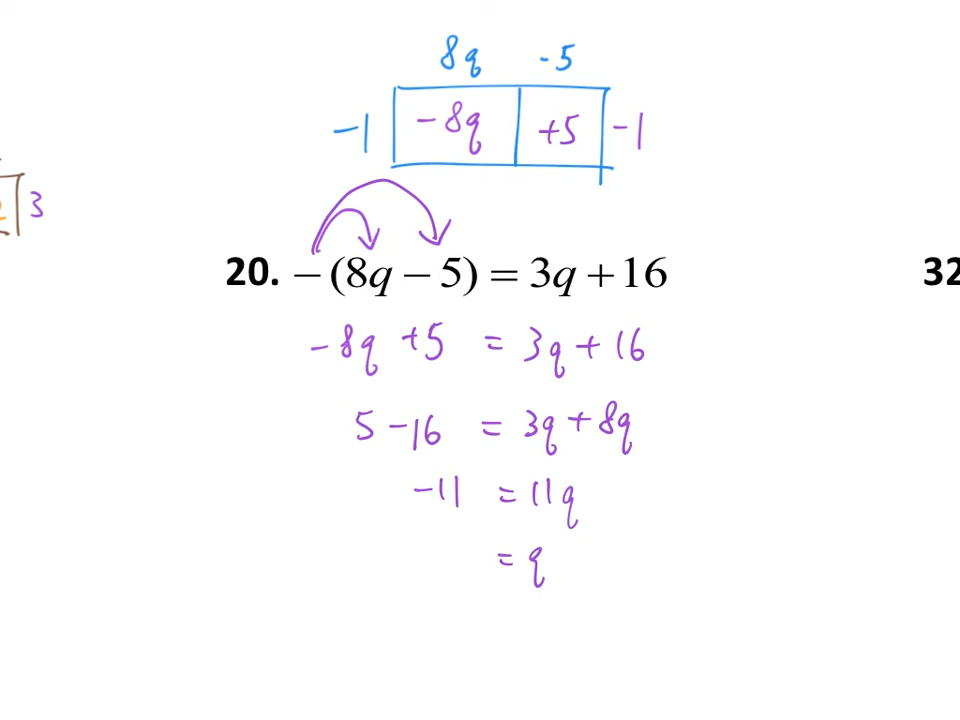 8q -5
-1 -8q +5 -1
3
20. −(8q − 5) = 3q + 16
32
-8q +5 = 3q + 16
5 -16 = 3q + 8q
-11 = 11q
= q